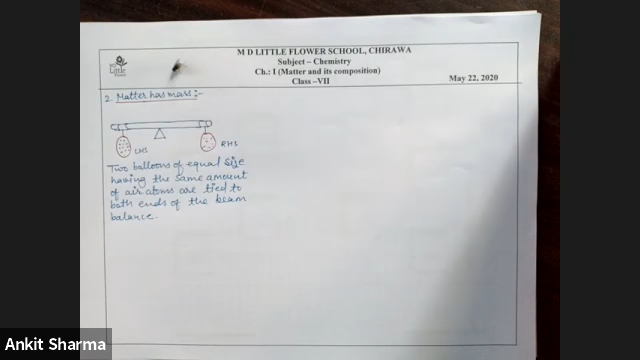 M D LITTLE FLOWER SCHOOL, CHIRAWA
Subject – Chemistry
Ch.: I (Matter and its composition)
Class –VII
May 22, 2020
Little
Flower
2. Matter has mass :-
LHS
RHS
Two balloons of equal size
having the same amount
of air atoms are tied to
both ends of the beam
balance.
Ankit Sharma